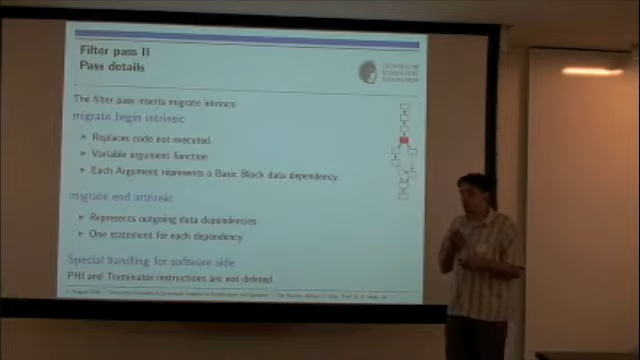 Filter pass II
Pass details
The filter pass inserts migrate intrinics
migrate begin intrinsic
Replaces code not executed
Variable argument function
Each Argument represents a Basic Block data dependency
migrate end intrinsic
Represents outgoing data dependencies
One statement for each dependency
Special handling for software side
PHI and Terminator instructions are not deleted